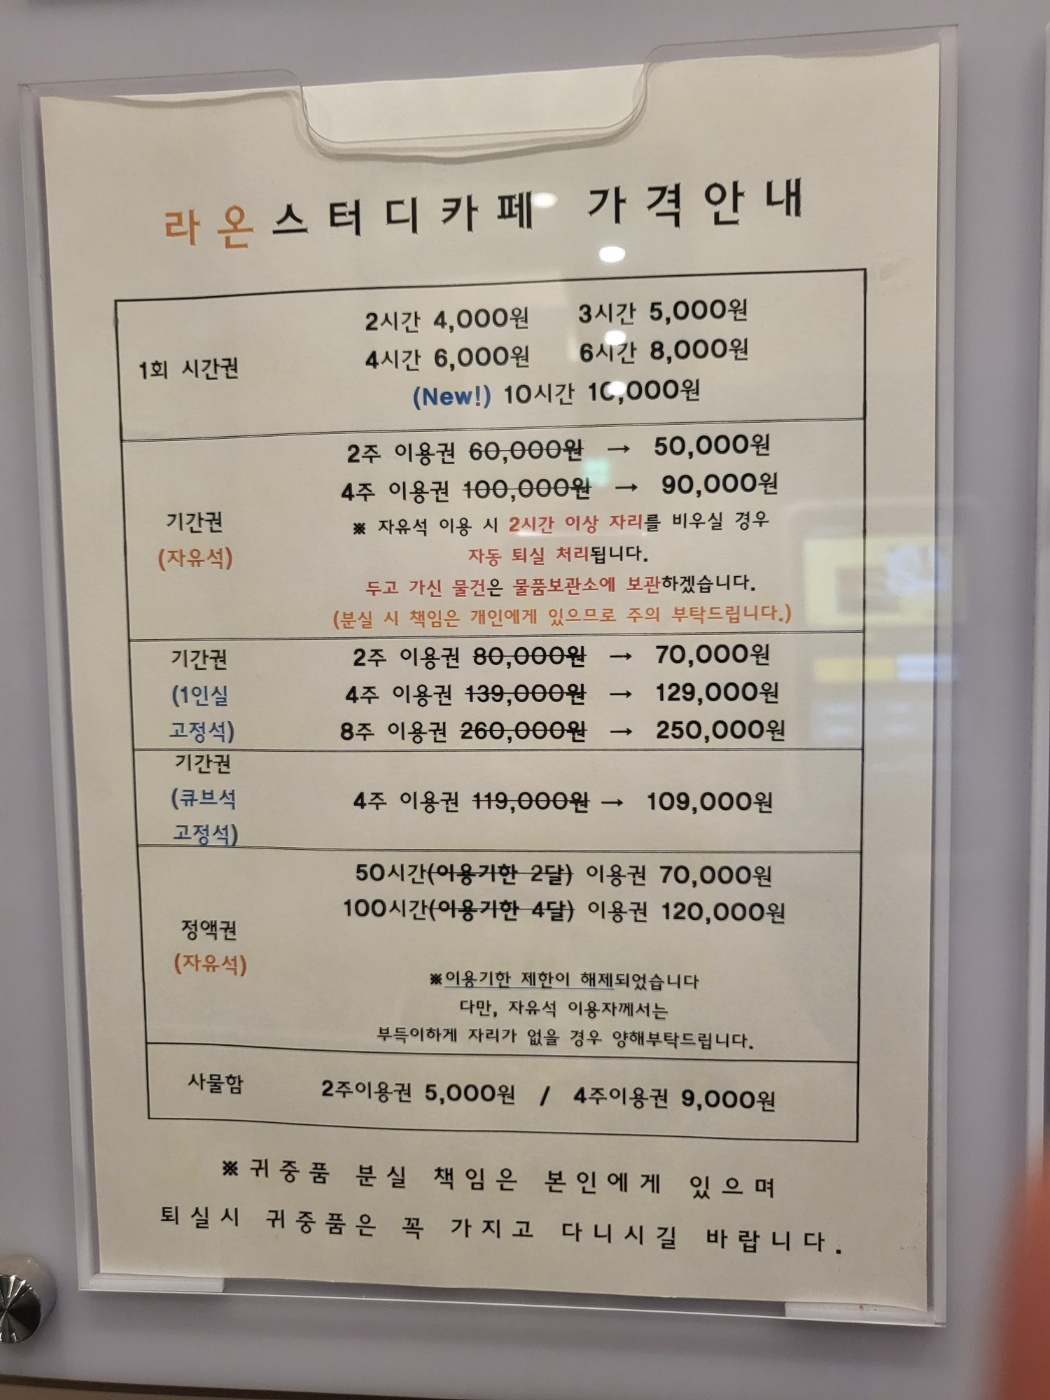 라온스터디카페 가격안내
1회 시간권
2시간 4,000원 3시간 5,000원
4시간 6,000원 6시간 8,000원
(New!) 10시간 10,000원
기간권
(자유석)
2주 이용권 60,000원 → 50,000원
4주 이용권 100,000원 → 90,000원
※ 자유석 이용 시 2시간 이상 자리를 비우실 경우
자동 퇴실 처리됩니다.
두고 가신 물건은 물품보관소에 보관하겠습니다.
(분실 시 책임은 개인에게 있으므로 주의 부탁드립니다.)
기간권
(1인실
고정석)
2주 이용권 80,000원 → 70,000원
4주 이용권 139,000원 → 129,000원
8주 이용권 260,000원 → 250,000원
기간권
(큐브석
고정석)
4주 이용권 119,000원 → 109,000원
정액권
(자유석)
50시간(이용기한 2달) 이용권 70,000원
100시간(이용기한 4달) 이용권 120,000원
※이용기한 제한이 해제되었습니다
다만, 자유석 이용자께서는
부득이하게 자리가 없을 경우 양해부탁드립니다.
사물함
2주이용권 5,000원 / 4주이용권 9,000원
※귀중품 분실 책임은 본인에게 있으며
퇴실시 귀중품은 꼭 가지고 다니시길 바랍니다.